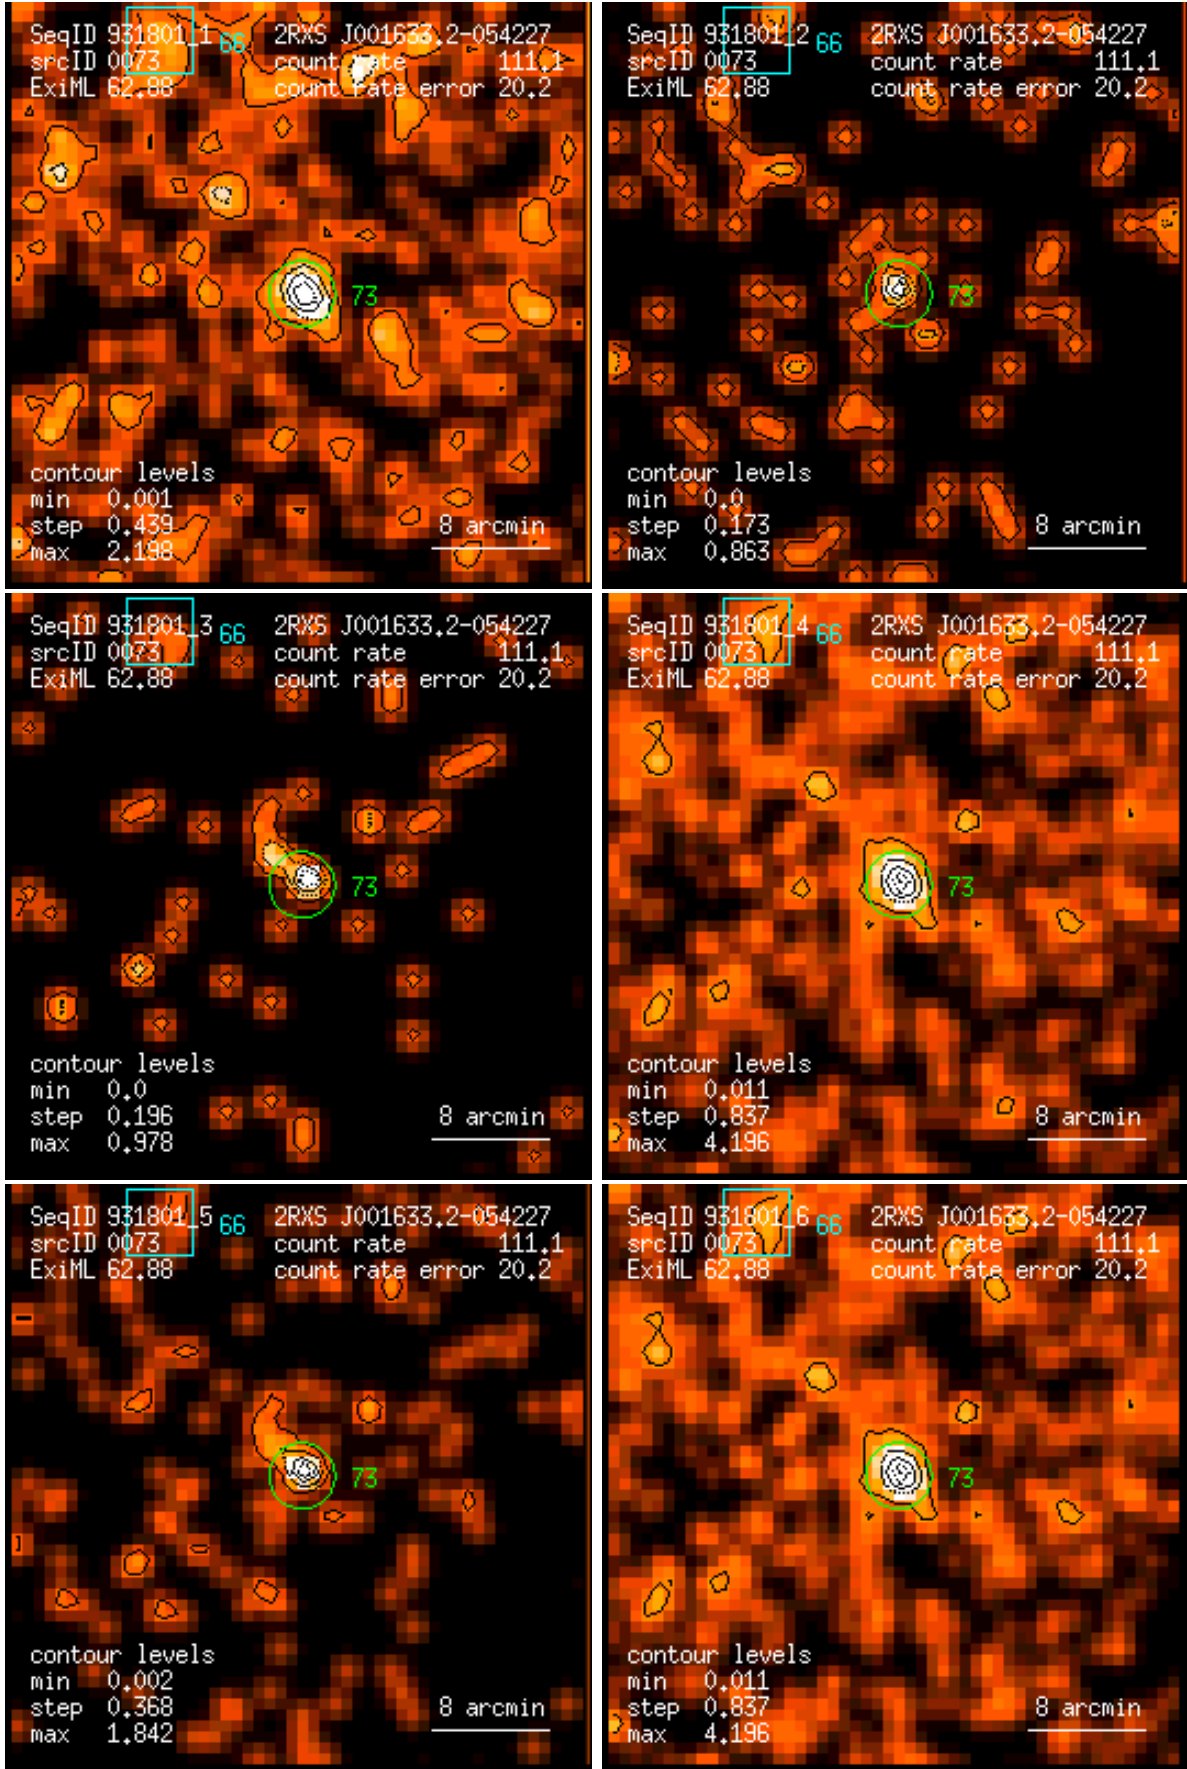 SeqID 931801_1 66 2RXS J001633.2-054227
srcID 0073 count rate 111.1
ExiML 62.88 count rate error 20.2
73
contour levels
min 0.001
step 0.439 8 arcmin
max 2.198
SeqID 931801_2 66 2RXS J001633.2-054227
srcID 0073 count rate 111.1
ExiML 62.88 count rate error 20.2
73
contour levels
min 0.0
step 0.173 8 arcmin
max 0.863
SeqID 931801_3 66 2RXS J001633.2-054227
srcID 0073 count rate 111.1
ExiML 62.88 count rate error 20.2
73
contour levels
min 0.0
step 0.196 8 arcmin
max 0.978
SeqID 931801_4 66 2RXS J001633.2-054227
srcID 0073 count rate 111.1
ExiML 62.88 count rate error 20.2
73
contour levels
min 0.011
step 0.837 8 arcmin
max 4.196
SeqID 931801_5 66 2RXS J001633.2-054227
srcID 0073 count rate 111.1
ExiML 62.88 count rate error 20.2
73
contour levels
min 0.002
step 0.368 8 arcmin
max 1.842
SeqID 931801_6 66 2RXS J001633.2-054227
srcID 0073 count rate 111.1
ExiML 62.88 count rate error 20.2
73
contour levels
min 0.011
step 0.837 8 arcmin
max 4.196